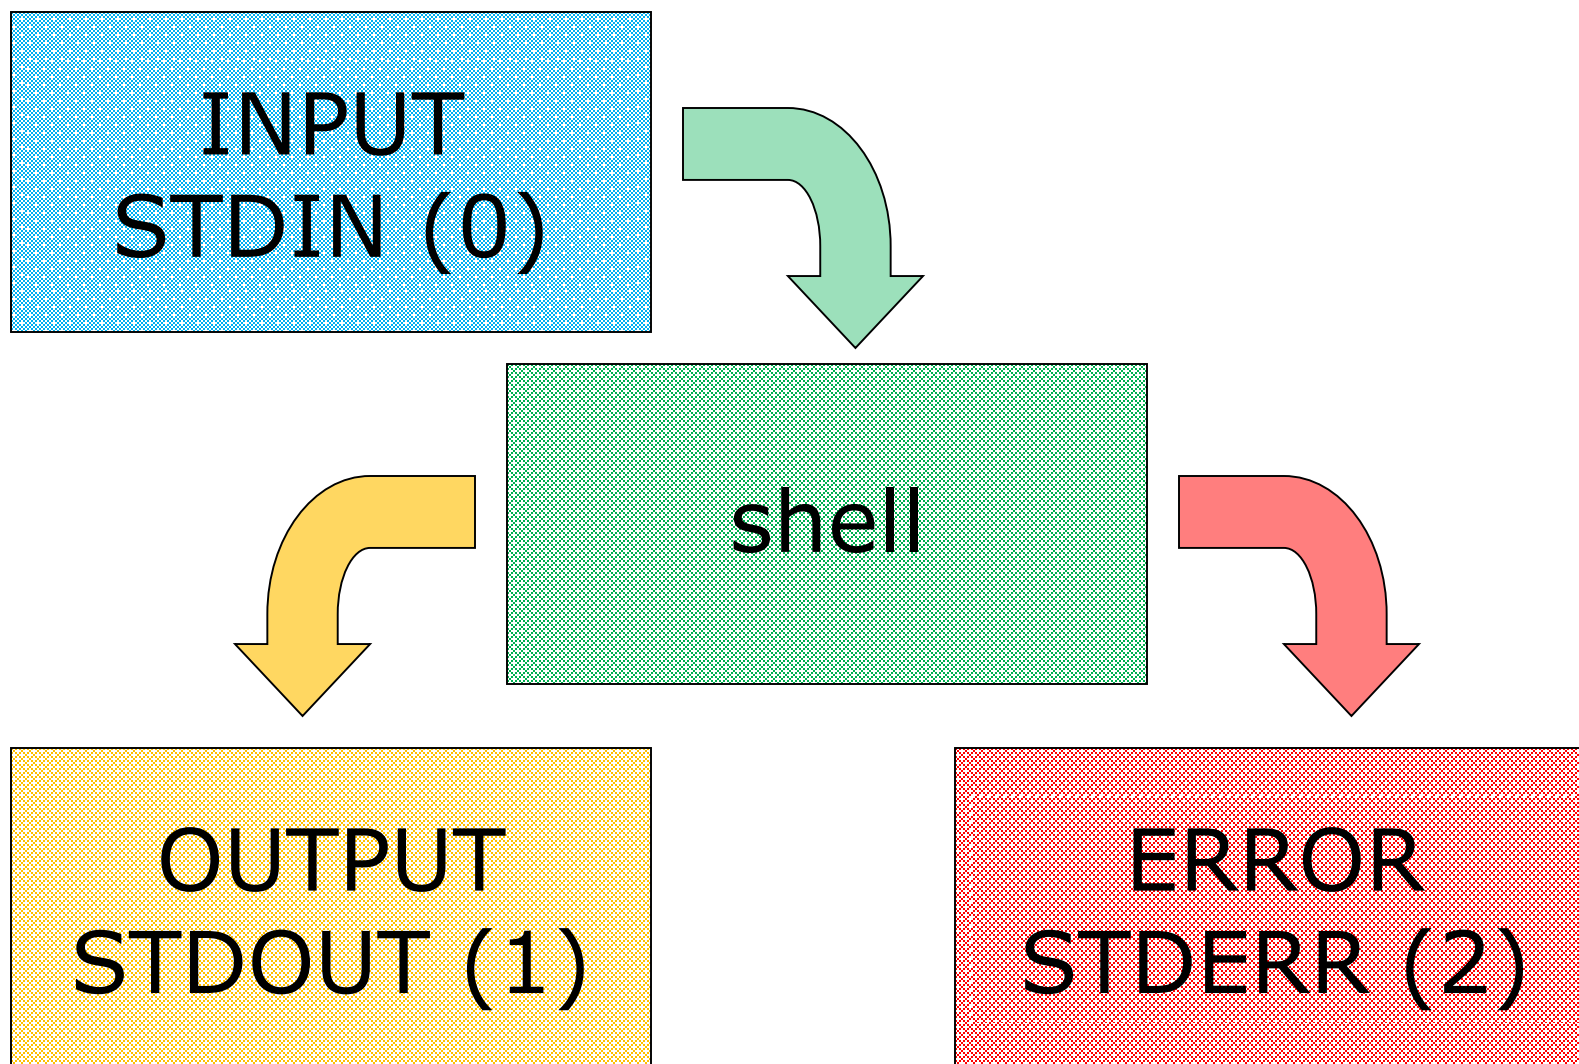 INPUT
STDIN (0)
shell
OUTPUT
STDOUT (1)
ERROR
STDERR (2)